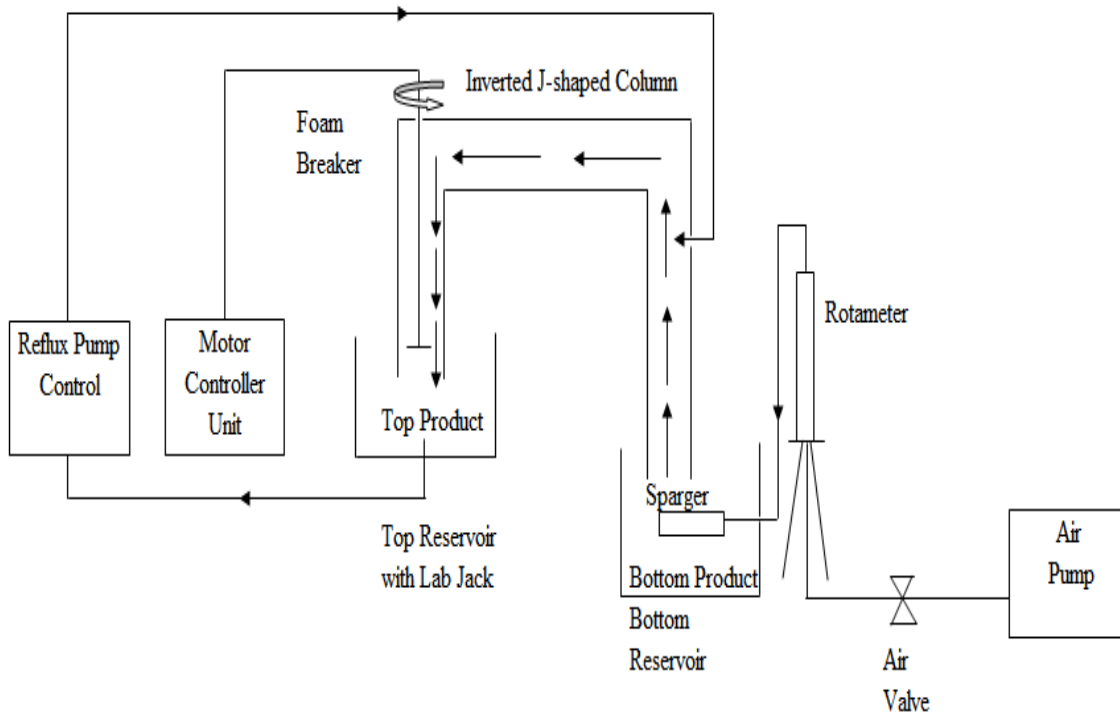 Inverted J-shaped Column
Foam
Breaker
Rotameter
Reflux Pump
Control
Motor
Controller
Unit
Top Product
Sparger
Top Reservoir
with Lab Jack
Bottom Product
Bottom
Reservoir
Air
Pump
Air
Valve